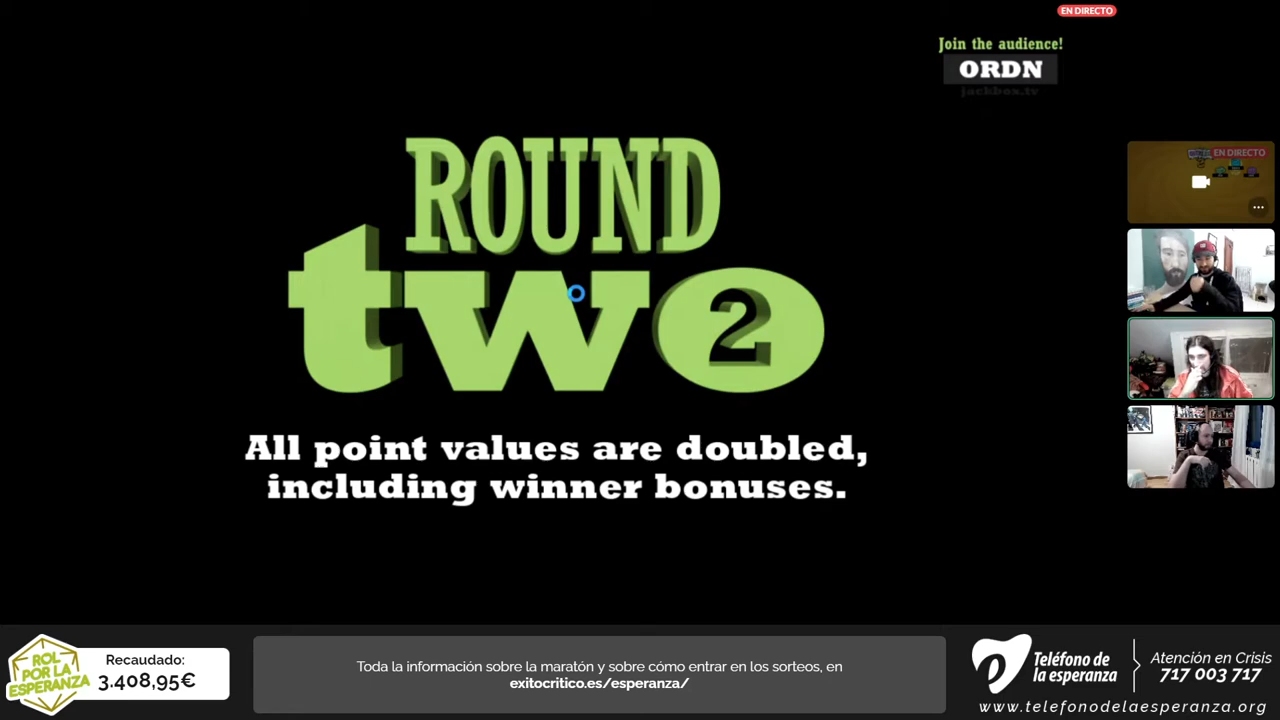 EN DIRECTO
Join the audience!
ORDN
jackbox.tv
ROUND
two 2
EN DIRECTO
All point values are doubled,
including winner bonuses.
ROL
POR LA
ESPERANZA
Recaudado:
3.408,95€
Toda la información sobre la maratón y sobre cómo entrar en los sorteos, en
exitocritico.es/esperanza/
Teléfono de
la esperanza
Atención en Crisis
717 003 717
www.telefonodelaesperanza.org